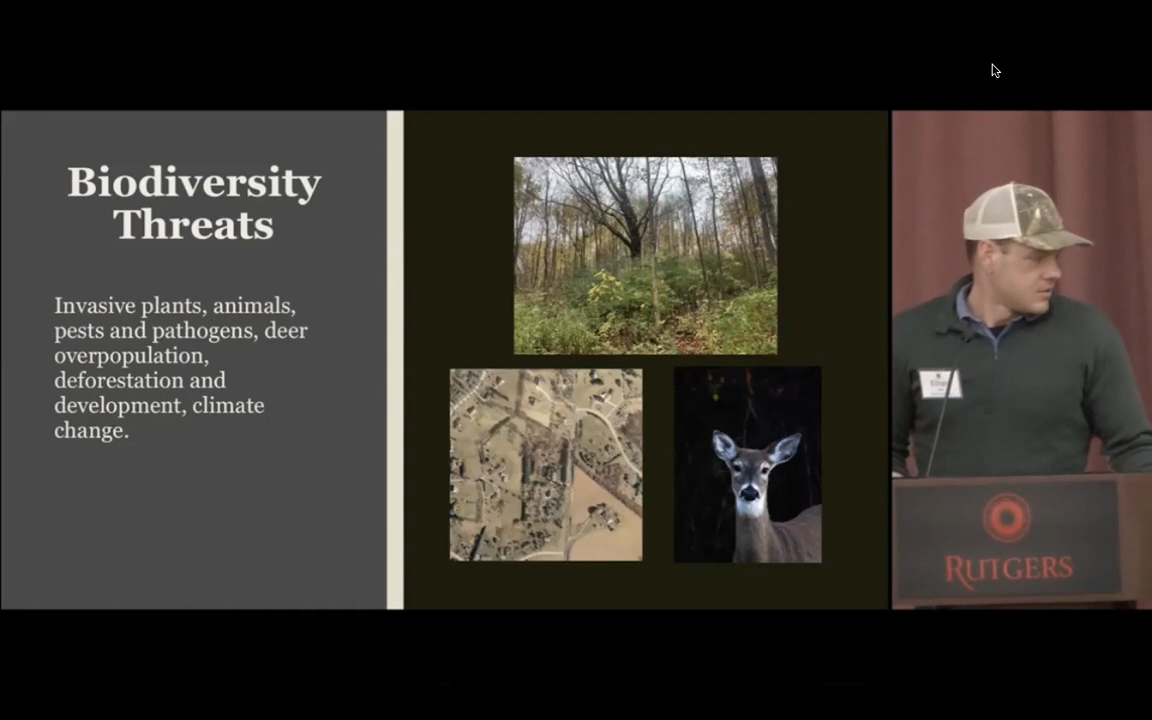 Biodiversity
Threats
Invasive plants, animals,
pests and pathogens, deer
overpopulation,
deforestation and
development, climate
change.
RUTGERS